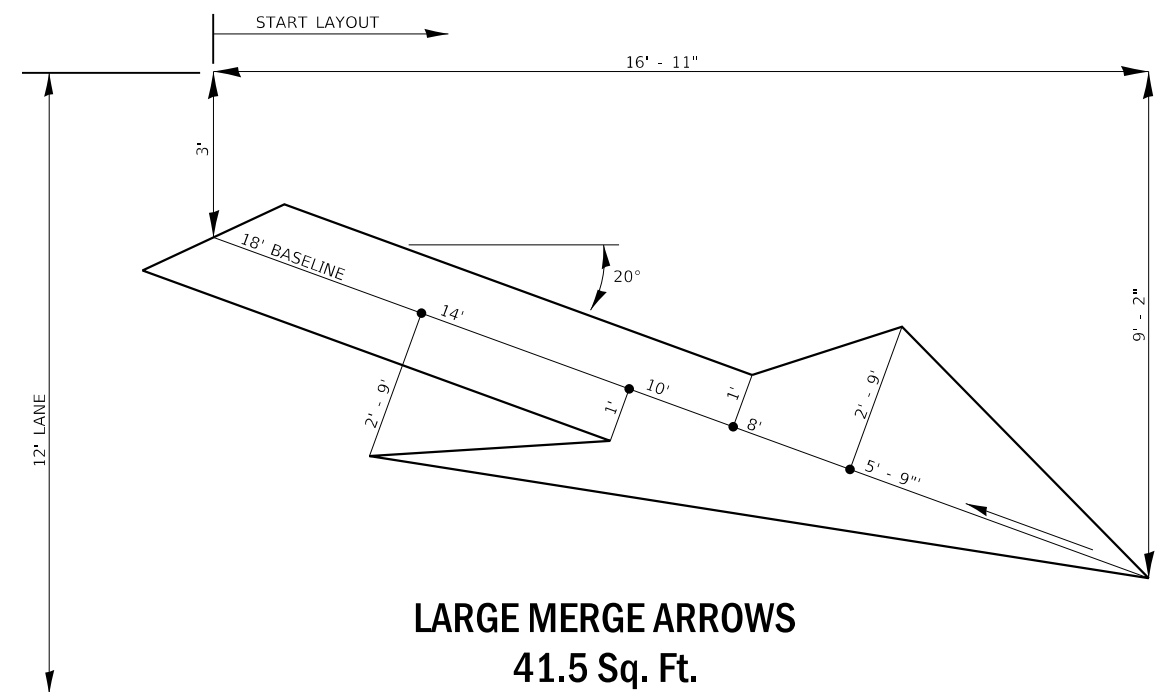 START LAYOUT
16' - 11"
3'
18' BASELINE
20°
14'
9' - 2"
2' - 9'
10'
1'
1'
8'
2' - 9'
5' - 9"'
12' LANE
LARGE MERGE ARROWS
41.5 Sq. Ft.